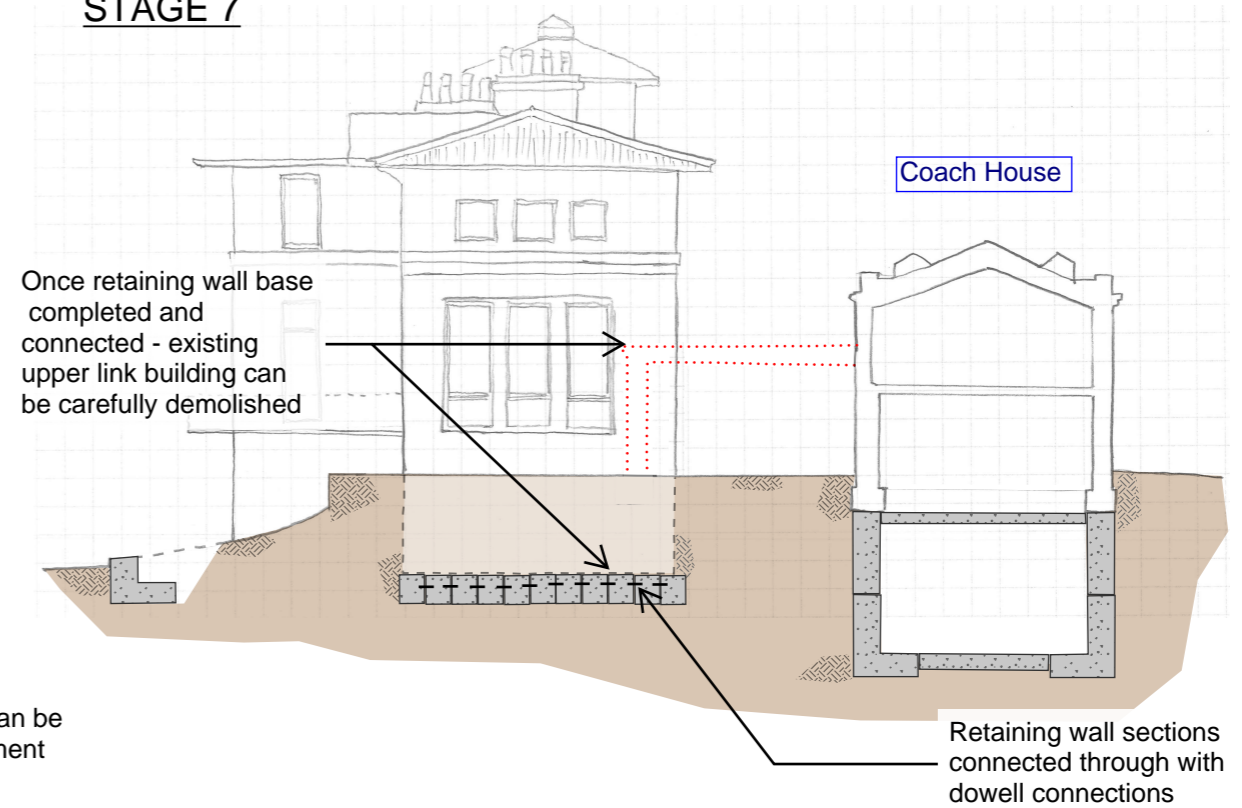 STAGE 7
Coach House
Once retaining wall base
completed and
connected - existing
upper link building can
be carefully demolished
an be
ment
Retaining wall sections
connected through with
dowell connections